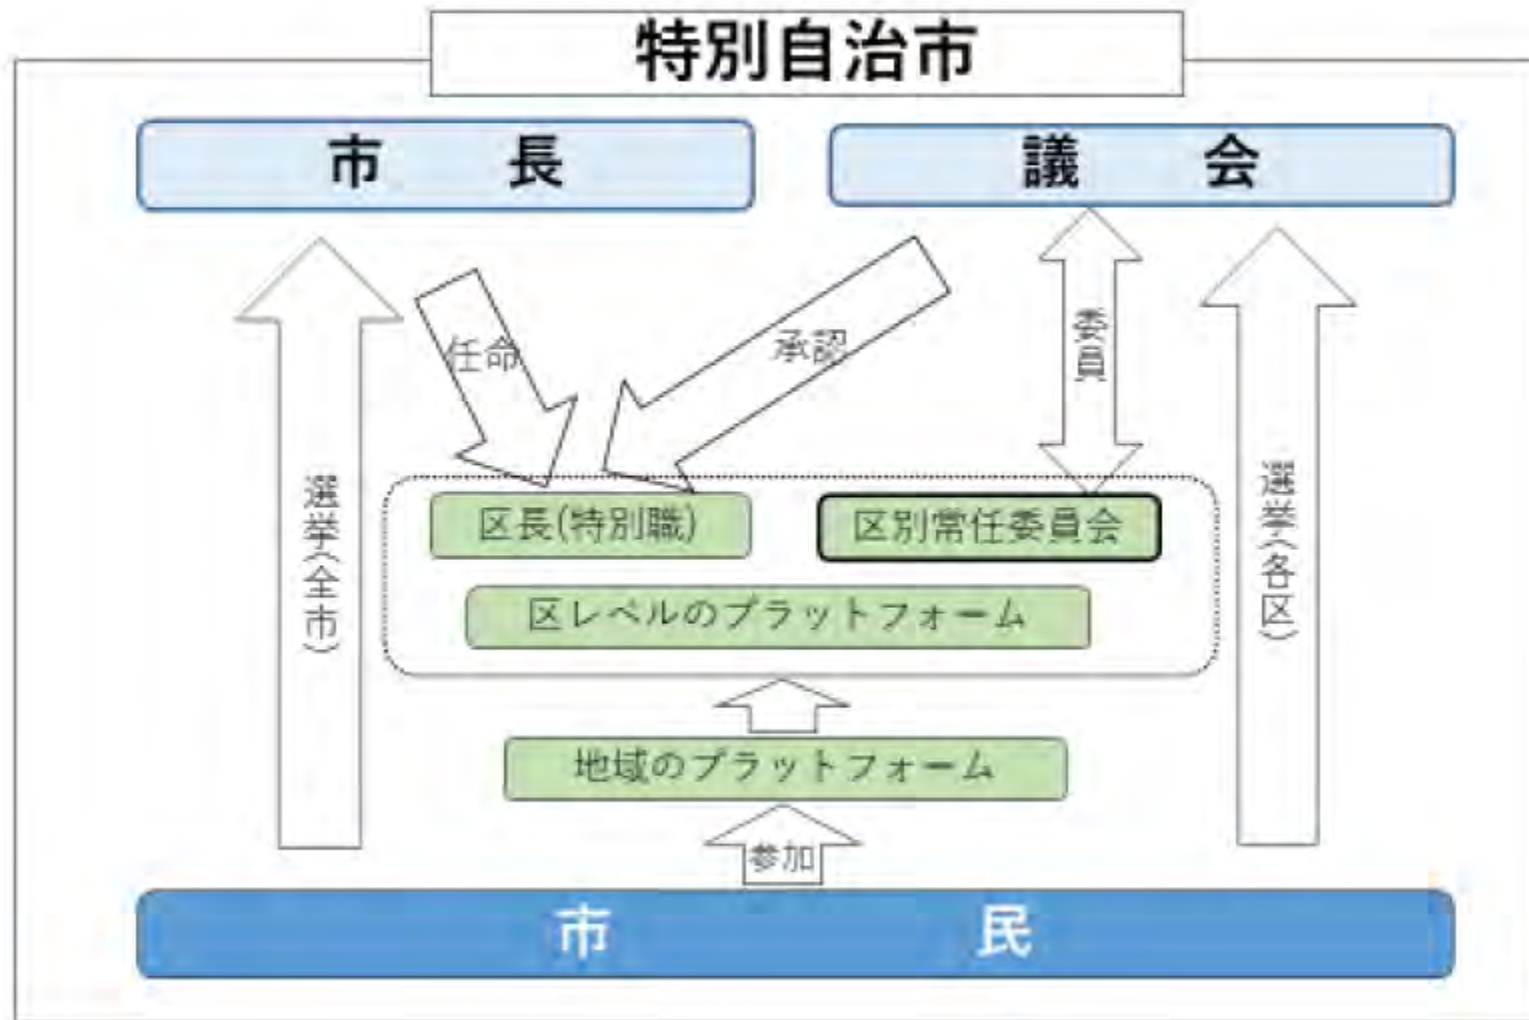 特別自治市
市長
議会
任命
承認
委員
選挙(全市)
選挙(各区)
区長(特別職)
区別常任委員会
区レベルのプラットフォーム
地域のプラットフォーム
参加
市民